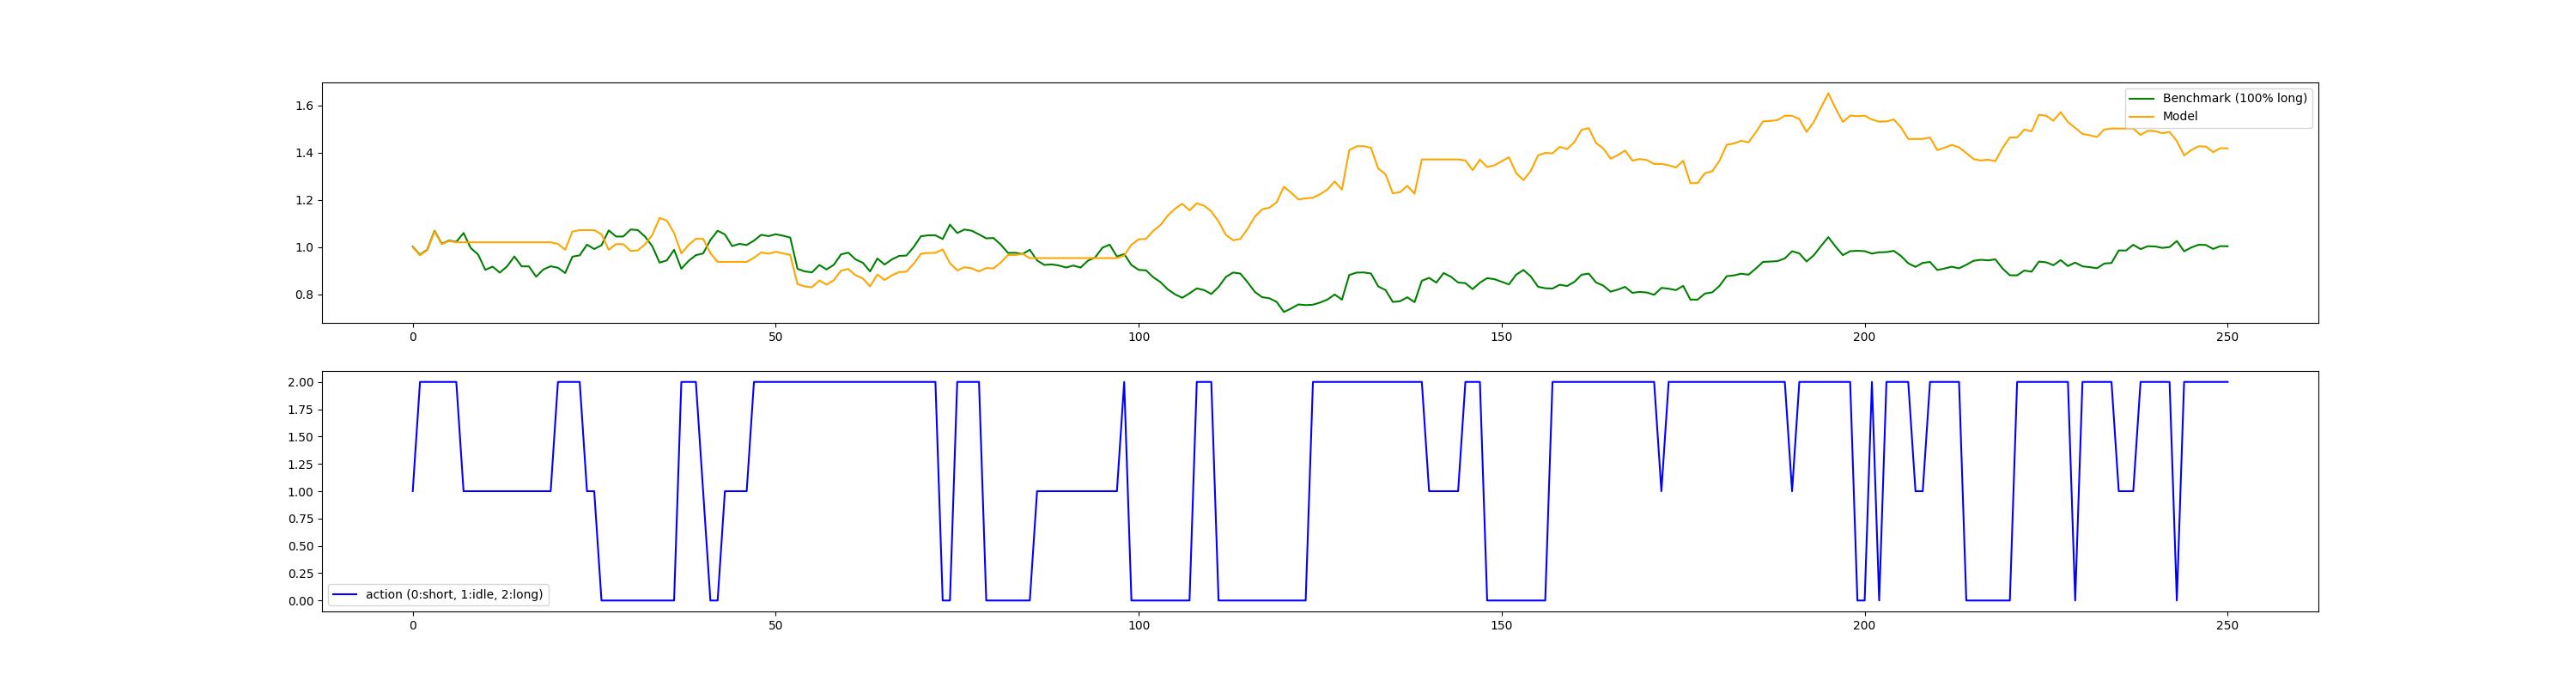 1.6
1.4
1.2
1.0
0.8
Benchmark (100% long)
Model
0 50 100 150 200 250
2.00
1.75
1.50
1.25
1.00
0.75
0.50
0.25
0.00
action (0:short, 1:idle, 2:long)
0 50 100 150 200 250